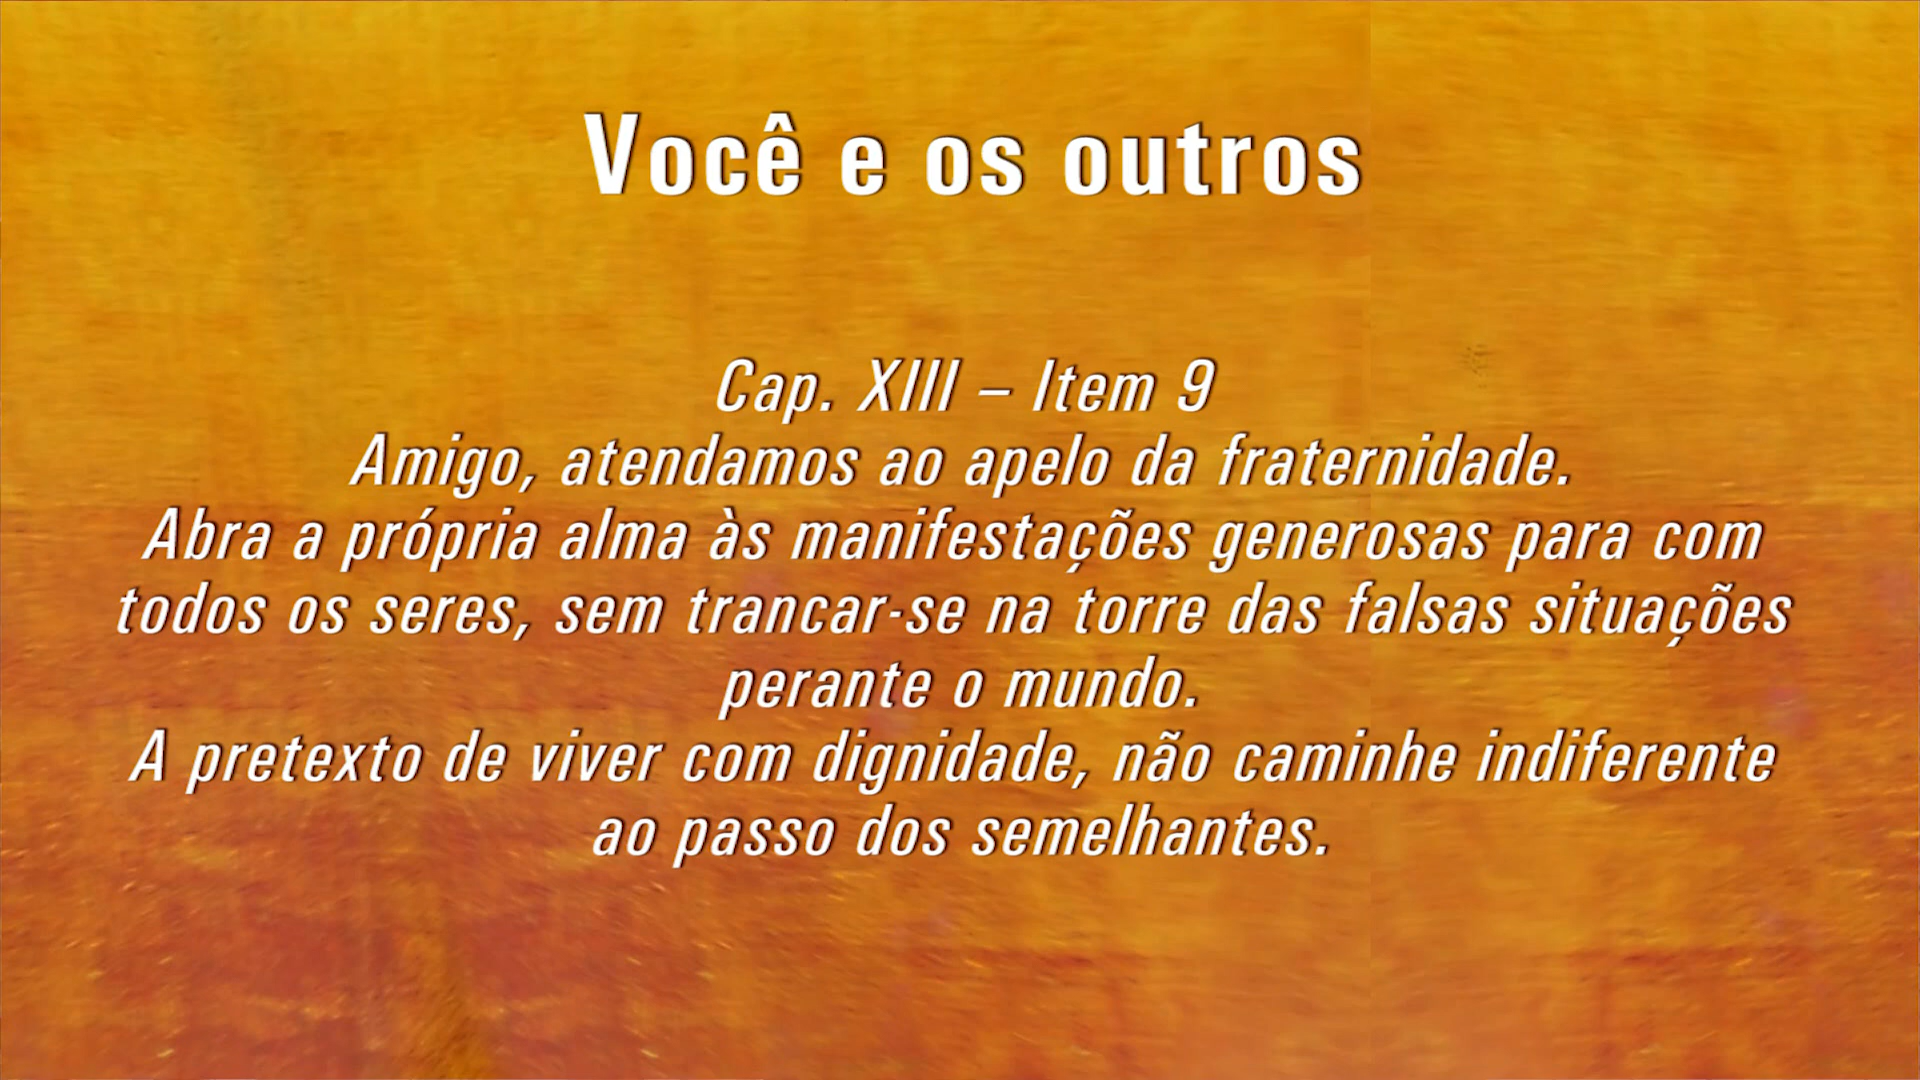 Você e os outros
Cap. XIII – Item 9
Amigo, atendamos ao apelo da fraternidade.
Abra a própria alma às manifestações generosas para com
todos os seres, sem trancar-se na torre das falsas situações
perante o mundo.
A pretexto de viver com dignidade, não caminhe indiferente
ao passo dos semelhantes.